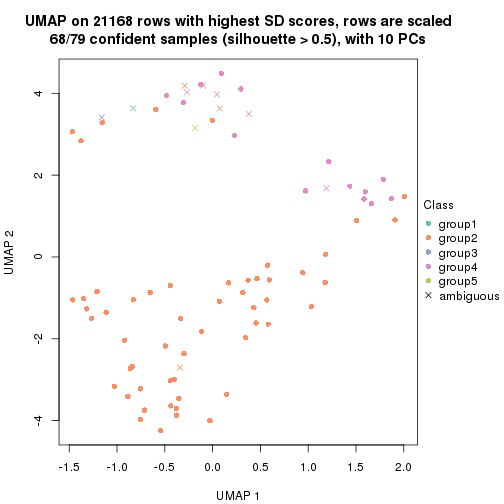 UMAP on 21168 rows with highest SD scores, rows are scaled
68/79 confident samples (silhouette > 0.5), with 10 PCs
4
2
0
-2
-4
UMAP 2
-1.5 -1.0 -0.5 0.0 0.5 1.0 1.5 2.0
UMAP 1
Class
group1
group2
group3
group4
group5
ambiguous